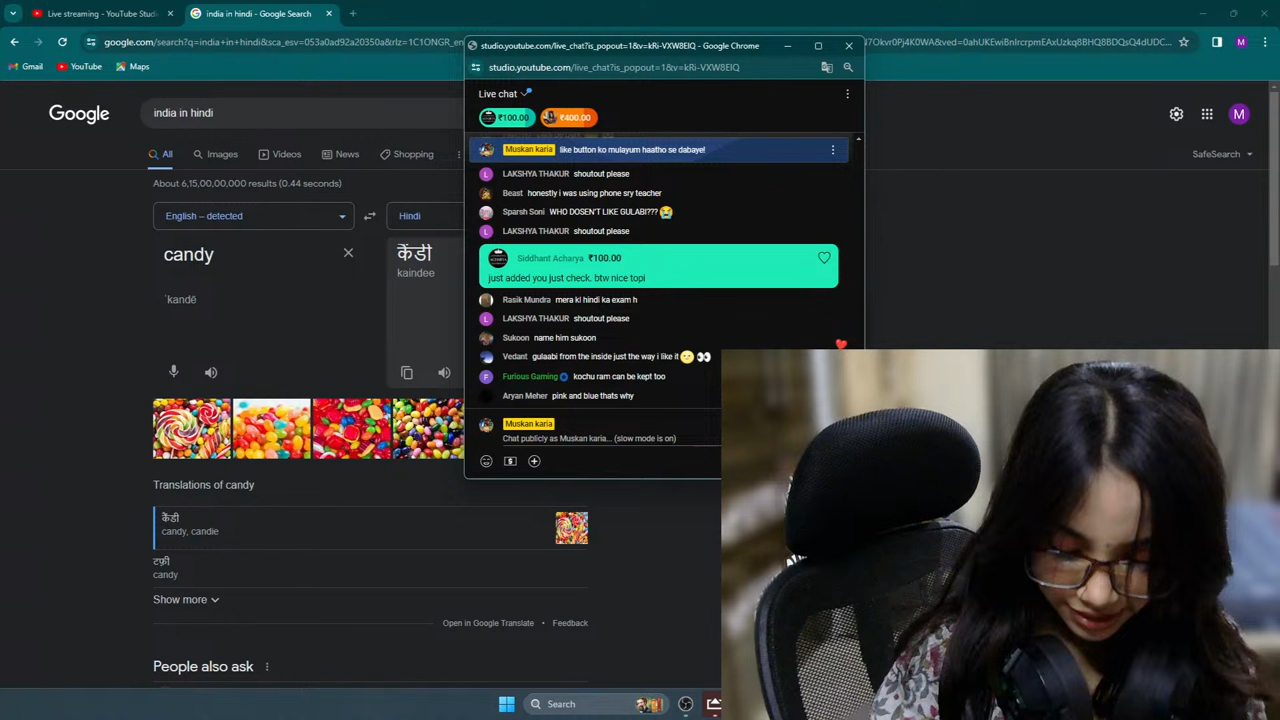 Live streaming - YouTube Studi
india in hindi - Google Search
google.com/search?q=india+in+hindi&sca_esv=053a0ad92a20350a&rlz=1C1ONGR_en
Gmail
YouTube
Maps
studio.youtube.com/live_chat?is_popout=1&v=kRi-VXW8EIQ - Google Chrome
studio.youtube.com/live_chat?is_popout=1&v=kRi-VXW8EIQ
Google
india in hindi
M
All
Images
Videos
News
Shopping
SafeSearch
About 6,15,00,00,000 results (0.44 seconds)
English – detected
Hindi
candy
ˈkandē
कैंडी
kaindee
Translations of candy
कैंडी
candy, candie
टफ़ी
candy
Show more
Open in Google Translate • Feedback
People also ask
Live chat
₹100.00
₹400.00
Muskan karia like button ko mulayum haatho se dabaye!
LAKSHYA THAKUR shoutout please
Beast honestly i was using phone sry teacher
Sparsh Soni WHO DOSEN'T LIKE GULABI??? 😭
LAKSHYA THAKUR shoutout please
Siddhant Acharya ₹100.00
just added you just check. btw nice topi
Rasik Mundra mera kl hindi ka exam h
LAKSHYA THAKUR shoutout please
Sukoon name him sukoon
Vedant gulaabi from the inside just the way i like it🌝👀
Furious Gaming kochu ram can be kept too
Aryan Meher pink and blue thats why
Muskan karia
Chat publicly as Muskan karia... (slow mode is on)
Search